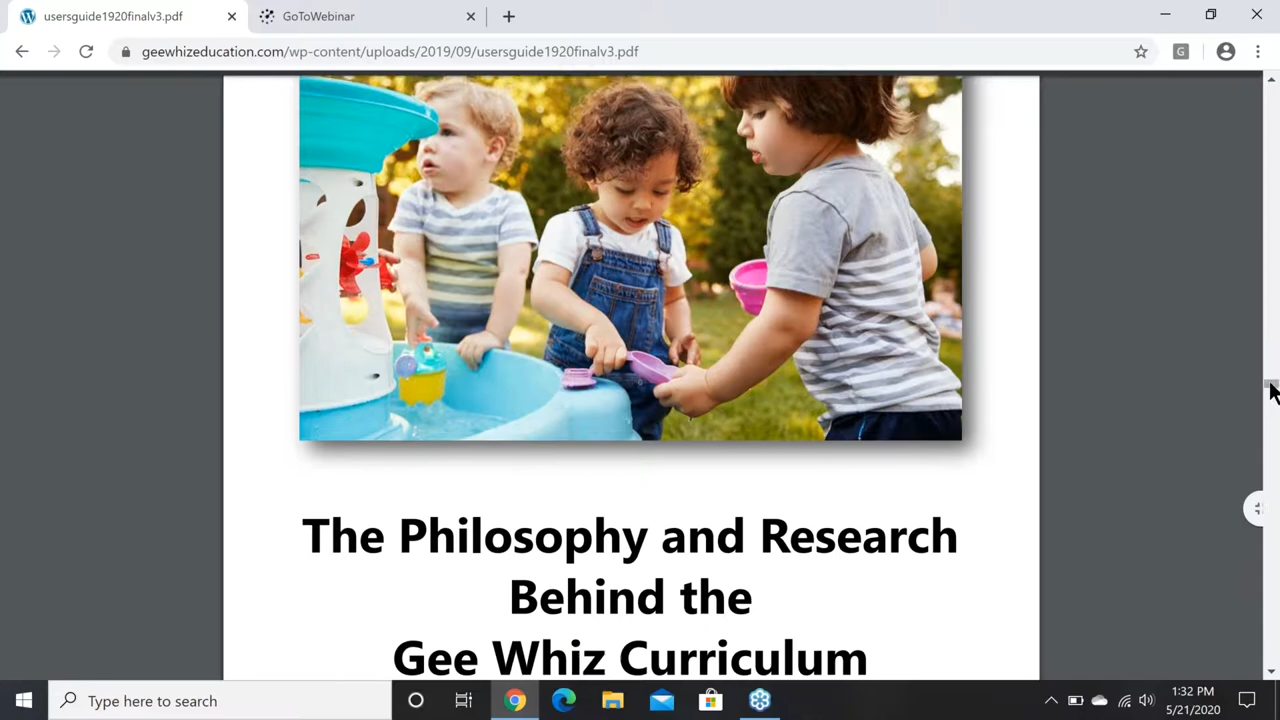 usersguide1920finalv3.pdf
GoToWebinar
geewhizeducation.com/wp-content/uploads/2019/09/usersguide1920finalv3.pdf
G
The Philosophy and Research
Behind the
Gee Whiz Curriculum
Type here to search
1:32 PM
5/21/2020